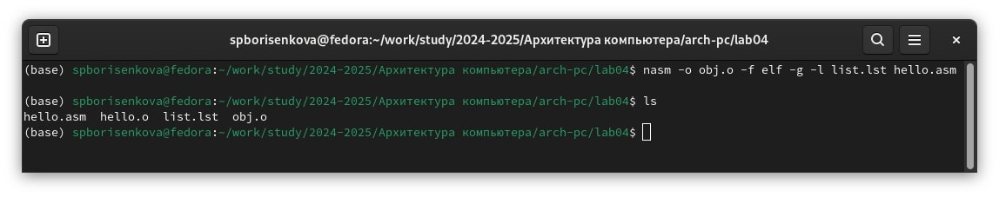 spborisenkova@fedora:~/work/study/2024-2025/Архитектура компьютера/arch-pc/lab04
(base) spborisenkova@fedora:~/work/study/2024-2025/Архитектура компьютера/arch-pc/lab04$ nasm -o obj.o -f elf -g -l list.lst hello.asm
(base) spborisenkova@fedora:~/work/study/2024-2025/Архитектура компьютера/arch-pc/lab04$ ls
hello.asm  hello.o  list.lst  obj.o
(base) spborisenkova@fedora:~/work/study/2024-2025/Архитектура компьютера/arch-pc/lab04$